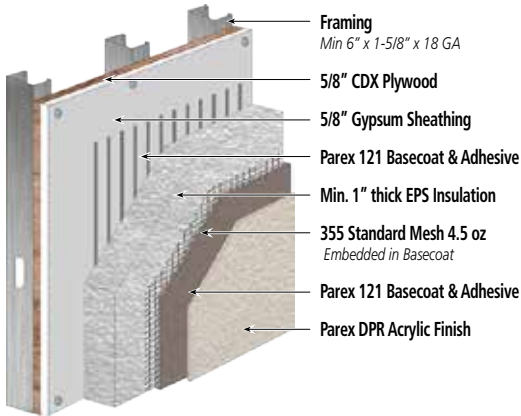 Framing
Min 6” x 1-5/8” x 18 GA
5/8” CDX Plywood
5/8” Gypsum Sheathing
Parex 121 Basecoat & Adhesive
Min. 1” thick EPS Insulation
355 Standard Mesh 4.5 oz
Embedded in Basecoat
Parex 121 Basecoat & Adhesive
Parex DPR Acrylic Finish